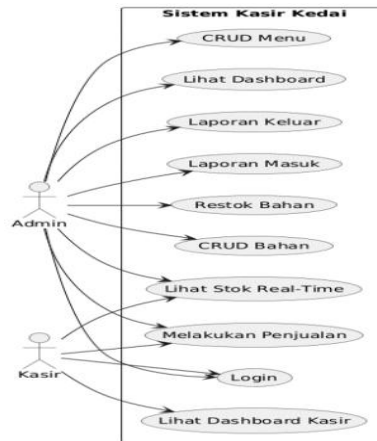 Sistem Kasir Kedai
CRUD Menu
Lihat Dashboard
Laporan Keluar
Laporan Masuk
Restok Bahan
Admin
CRUD Bahan
Lihat Stok Real-Time
Melakukan Penjualan
Kasir
Login
Lihat Dashboard Kasir